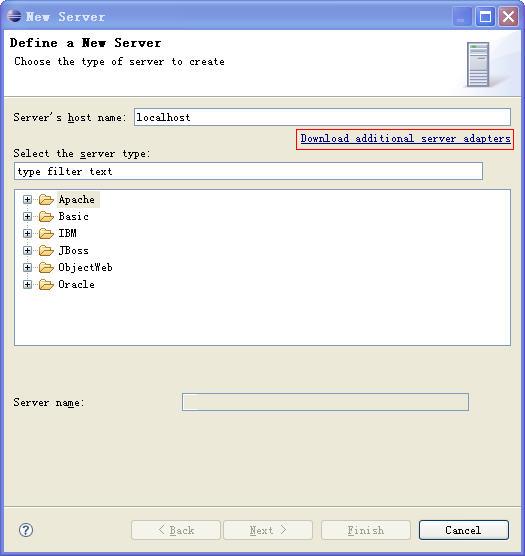 New Server
Define a New Server
Choose the type of server to create
Server's host name: localhost
Download additional server adapters
Select the server type:
type filter text
Apache
Basic
IBM
JBoss
ObjectWeb
Oracle
Server name:
? < Back Next > Finish Cancel